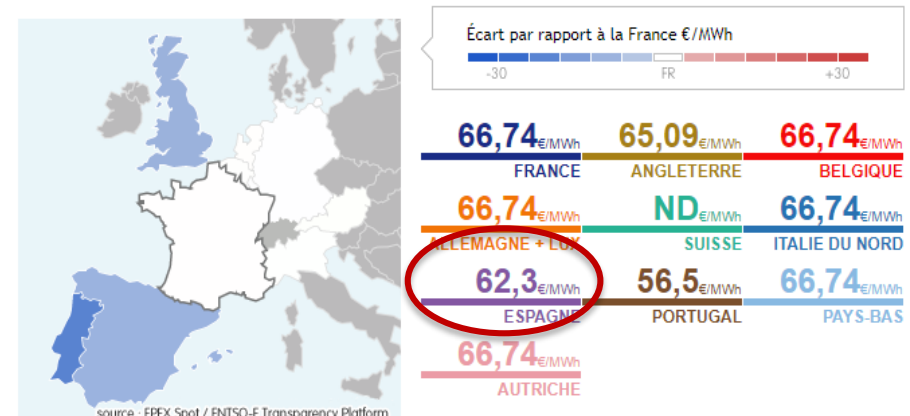 Écart par rapport à la France €/MWh
-30 FR +30
66,74€/MWh 65,09€/MWh 66,74€/MWh
FRANCE ANGLETERRE BELGIQUE
66,74€/MWh ND€/MWh 66,74€/MWh
ALLEMAGNE + LUX SUISSE ITALIE DU NORD
62,3€/MWh 56,5€/MWh 66,74€/MWh
ESPAGNE PORTUGAL PAYS-BAS
66,74€/MWh
AUTRICHE
source : EPEX Spot / ENTSO-E Transparency Platform